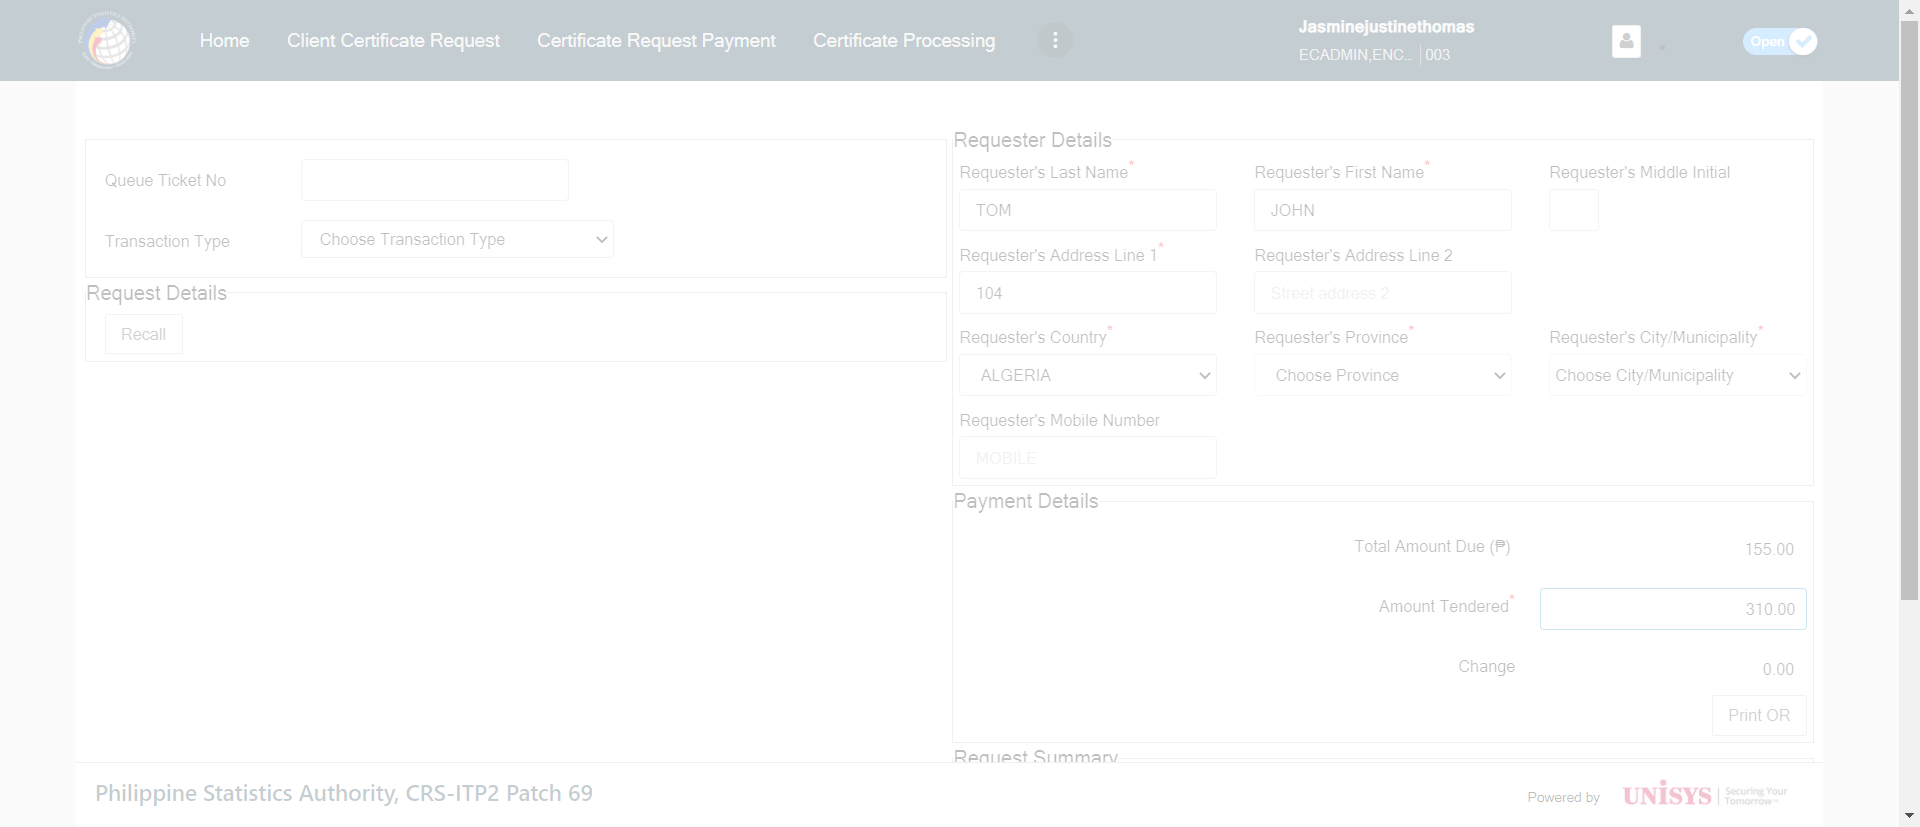 Home
Client Certificate Request
Certificate Request Payment
Certificate Processing
Jasminejustinethomas
ECADMIN,ENC... 003
Open
Queue Ticket No
Transaction Type
Choose Transaction Type
Request Details
Recall
Requester Details
Requester's Last Name*
Requester's First Name*
Requester's Middle Initial
TOM
JOHN
Requester's Address Line 1*
Requester's Address Line 2
104
Street address 2
Requester's Country*
Requester's Province*
Requester's City/Municipality*
ALGERIA
Choose Province
Choose City/Municipality
Requester's Mobile Number
MOBILE
Payment Details
Total Amount Due (₱)
155.00
Amount Tendered*
310.00
Change
0.00
Print OR
Request Summary
Philippine Statistics Authority, CRS-ITP2 Patch 69
Powered by
UNISYS
Securing Your
Tomorrow